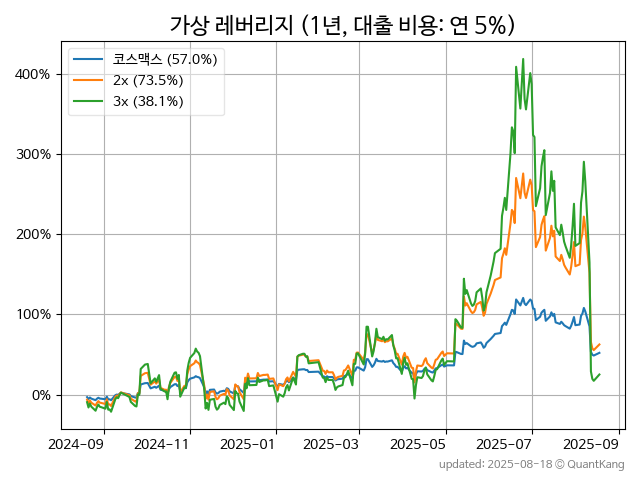 가상 레버리지 (1년, 대출 비용: 연 5%)
코스맥스 (57.0%)
2x (73.5%)
3x (38.1%)
400%
300%
200%
100%
0%
2024-09 2024-11 2025-01 2025-03 2025-05 2025-07 2025-09
updated: 2025-08-18 © QuantKang